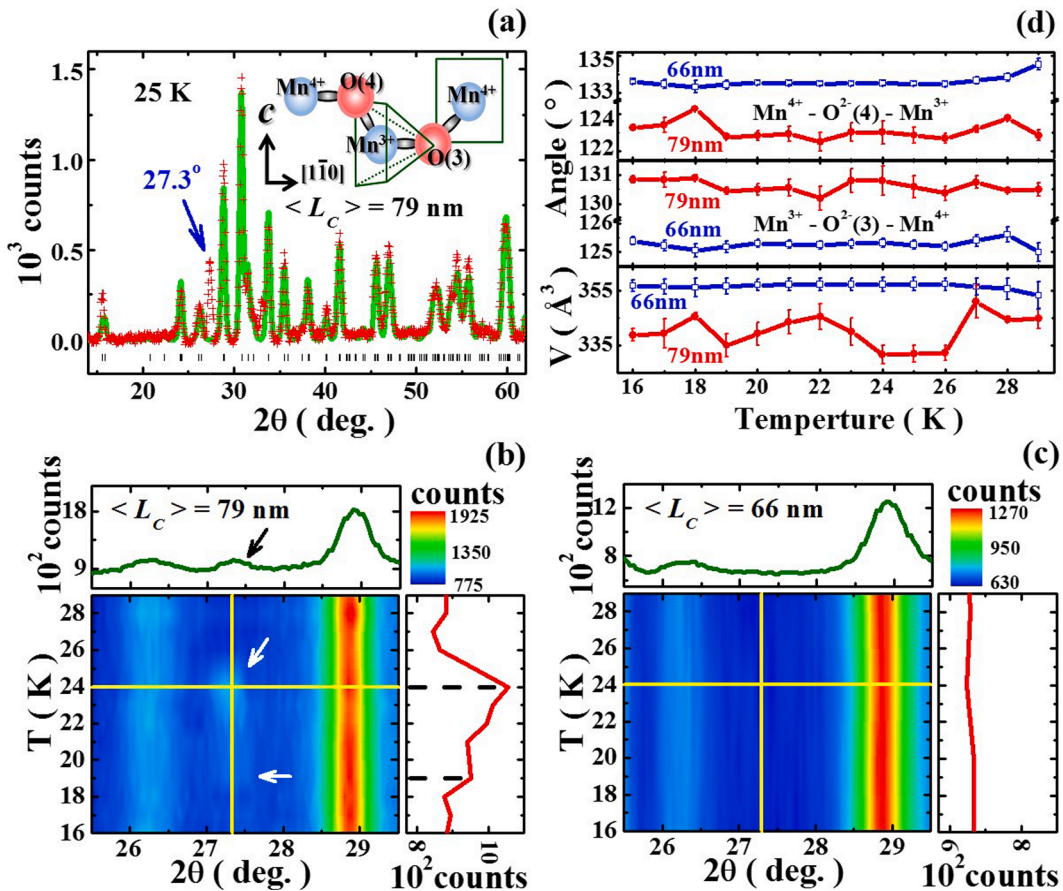 (a)
10³ counts
1.5
1.0
0.5
0.0
25 K
27.3°
Mn⁴⁺ O(4) Mn⁴⁺
Mn³⁺ O(3)
c
[11̄0]
< L_C > = 79 nm
20 30 40 50 60
2θ ( deg. )
(d)
Angle ( ° )
135
133
124
122
131
130
126
125
66nm
Mn⁴⁺ - O²⁻(4) - Mn³⁺
79nm
79nm
66nm
Mn³⁺ - O²⁻(3) - Mn⁴⁺
V ( Å³ )
355
335
66nm
79nm
16 18 20 22 24 26 28
Temperture ( K )
(b)
10² counts
18
9
< L_C > = 79 nm
counts
1925
1350
775
T ( K )
28
26
24
22
20
18
16
26 27 28 29
2θ ( deg. )
8 10
10² counts
(c)
10² counts
12
8
< L_C > = 66 nm
counts
1270
950
630
T ( K )
28
26
24
22
20
18
16
26 27 28 29
2θ ( deg. )
6 8
10² counts